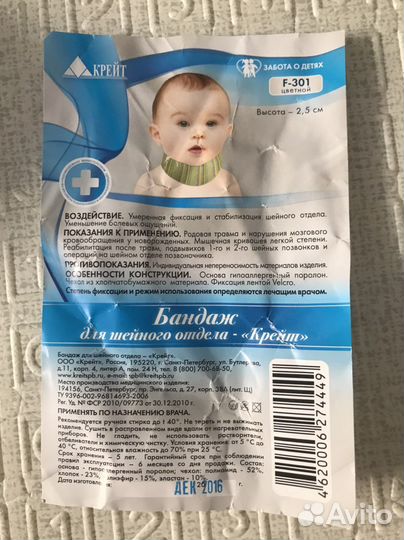 КРЕЙТ
ЗАБОТА О ДЕТЯХ
F-301
цветной
Высота – 2,5 см
ВОЗДЕЙСТВИЕ. Умеренная фиксация и стабилизация шейного отдела.
Уменьшение болевых ощущений.
ПОКАЗАНИЯ К ПРИМЕНЕНИЮ. Родовая травма и нарушения мозгового
кровообращения у новорожденных. Мышечная кривошея легкой степени.
Реабилитация после травм, подвывихов 1-го и 2-го шейных позвонков и
операций на шейном отделе позвоночника.
ПРОТИВОПОКАЗАНИЯ. Индивидуальная непереносимость материалов изделия.
ОСОБЕННОСТИ КОНСТРУКЦИИ. Основа гипоаллергенный поролон.
Чехол из хлопчатобумажного материала. Фиксация лентой Velcro.
Степень фиксации и режим использования определяются лечащим врачом.
Бандаж
для шейного отдела - «Крейт»
Бандаж для шейного отдела – «Крейт».
ООО «Крейт», Россия, 195220, г. Санкт-Петербург, ул. Бутлерова,
д.11, корп. 4, литер А, пом. 24 Н, тел. 8 (800) 700-68-50,
www.kreitspb.ru, e-mail: spb@kreitspb.ru
Место производства медицинского изделия:
194156, Санкт-Петербург, пр. Энгельса, д. 27, корп. 38А (лит. Щ)
ТУ9396-002-96814693-2006
Рег. Уд. № ФСР 2010/09773 от 30.12.2010 г.
ПРИМЕНЯТЬ ПО НАЗНАЧЕНИЮ ВРАЧА.
Рекомендуется ручная стирка до t 40°. Не тереть и не выжимать
изделие. Сушить в расправленном виде вдали от нагревательных
приборов. Не гладить, не использовать растворители,
отбеливатели и химическую чистку. Условия хранения: от 5 °С до
40 °С, относительная влажность до 70% при 25 °С.
Срок хранения – 5 лет. Гарантийный срок при соблюдении
правил эксплуатации – 6 месяцев со дня продажи. Состав:
основа - гипоаллергенный поролон; чехол: полиамид - 52%,
хлопок - 23%, полиэфир - 15%, эластан - 10%.
ДЕК 2016 г.
4620006274449
Avito